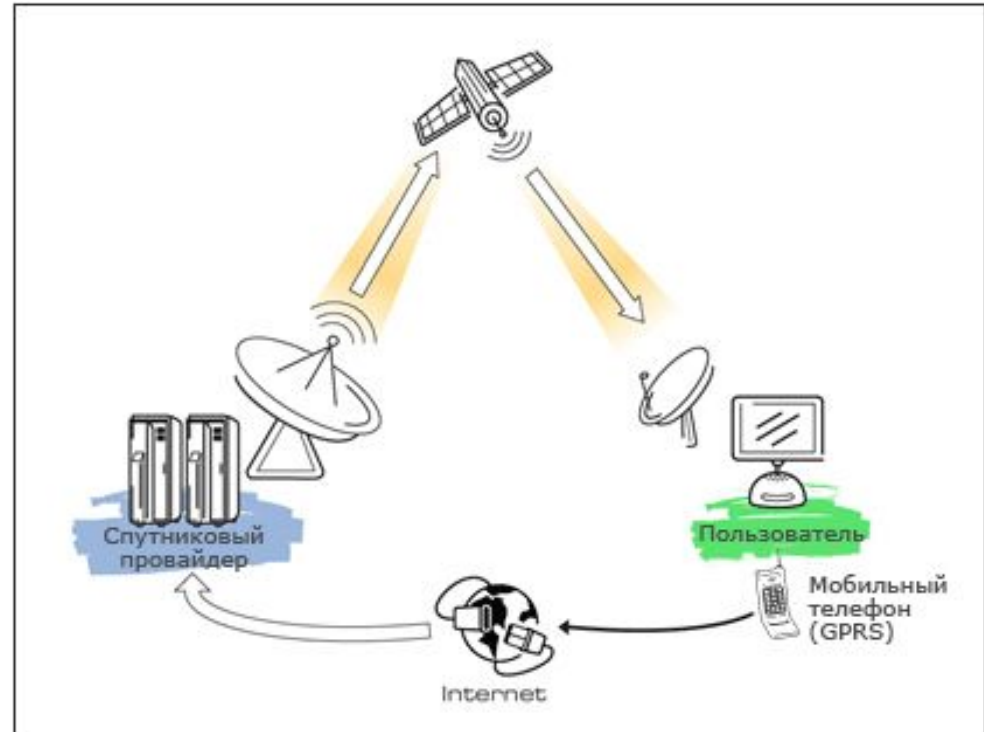 Спутниковый
провайдер
Пользователь
Мобильный
телефон
(GPRS)
Internet